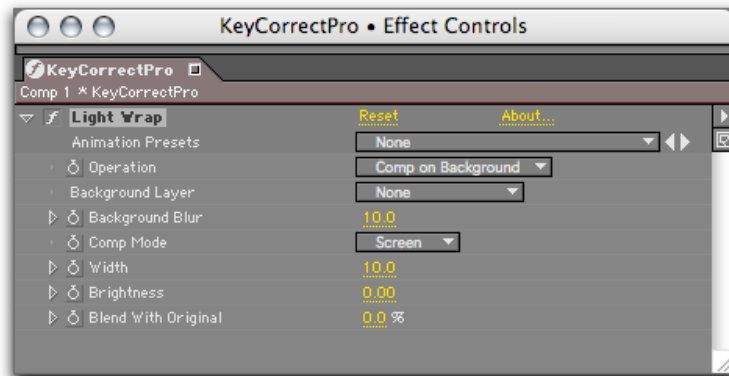 KeyCorrectPro • Effect Controls
KeyCorrectPro
Comp 1 * KeyCorrectPro
Light Wrap Reset About...
Animation Presets None
Operation Comp on Background
Background Layer None
Background Blur 10.0
Comp Mode Screen
Width 10.0
Brightness 0.00
Blend With Original 0.0 %